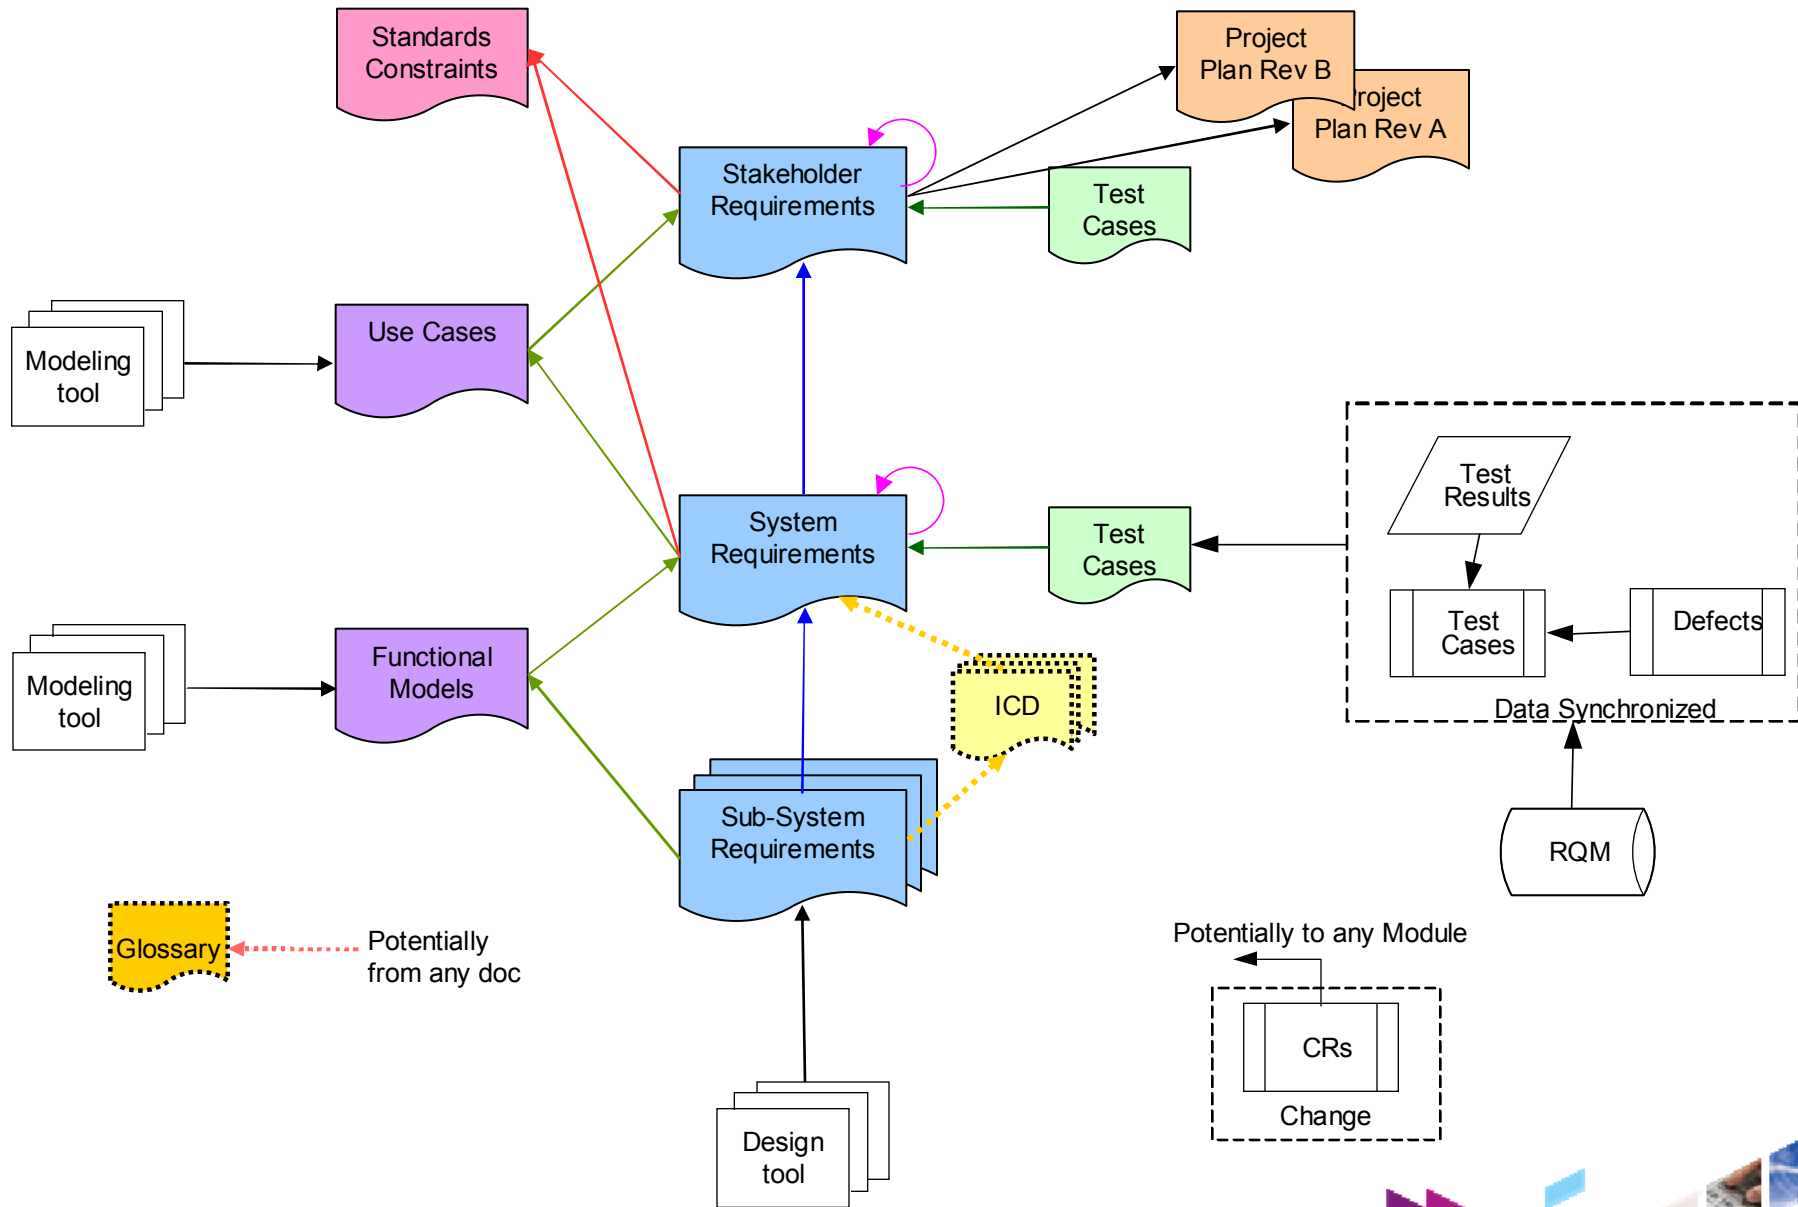 Standards
Constraints
Project
Plan Rev B
roject
Plan Rev A
Stakeholder
Requirements
Test
Cases
Use Cases
Modeling
tool
System
Requirements
Test
Cases
Test
Results
Test
Cases
Defects
Data Synchronized
Functional
Models
Modeling
tool
ICD
Sub-System
Requirements
RQM
Glossary
Potentially
from any doc
Potentially to any Module
CRs
Change
Design
tool